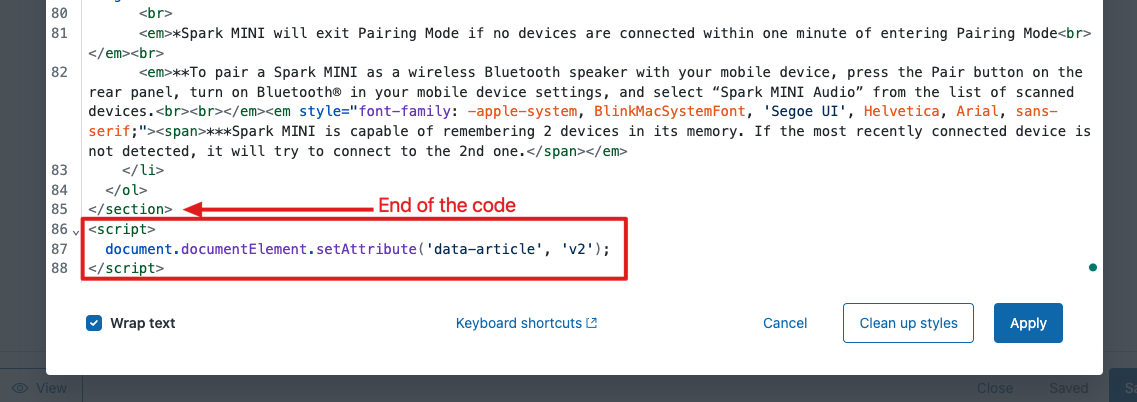 80 <br>
81 <em>*Spark MINI will exit Pairing Mode if no devices are connected within one minute of entering Pairing Mode<br>
</em><br>
82 <em>**To pair a Spark MINI as a wireless Bluetooth speaker with your mobile device, press the Pair button on the
rear panel, turn on Bluetooth® in your mobile device settings, and select “Spark MINI Audio” from the list of scanned
devices.<br><br></em><em style="font-family: -apple-system, BlinkMacSystemFont, 'Segoe UI', Helvetica, Arial, sans-
serif;"><span>***Spark MINI is capable of remembering 2 devices in its memory. If the most recently connected device is
not detected, it will try to connect to the 2nd one.</span></em>
83 </li>
84 </ol>
85 </section> End of the code
86 <script>
87 document.documentElement.setAttribute('data-article', 'v2');
88 </script>
Wrap text Keyboard shortcuts Cancel Clean up styles Apply
View Close Saved